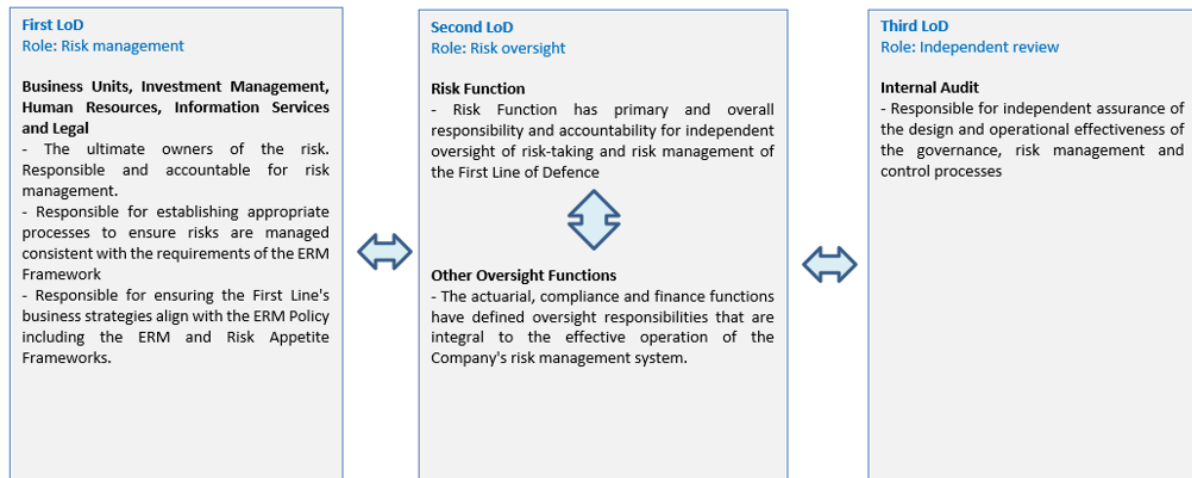 First LoD
Role: Risk management
Business Units, Investment Management,
Human Resources, Information Services
and Legal
- The ultimate owners of the risk.
Responsible and accountable for risk
management.
- Responsible for establishing appropriate
processes to ensure risks are managed
consistent with the requirements of the ERM
Framework
- Responsible for ensuring the First Line's
business strategies align with the ERM Policy
including the ERM and Risk Appetite
Frameworks.
Second LoD
Role: Risk oversight
Risk Function
- Risk Function has primary and overall
responsibility and accountability for independent
oversight of risk-taking and risk management of
the First Line of Defence
Other Oversight Functions
- The actuarial, compliance and finance functions
have defined oversight responsibilities that are
integral to the effective operation of the
Company's risk management system.
Third LoD
Role: Independent review
Internal Audit
- Responsible for independent assurance of
the design and operational effectiveness of
the governance, risk management and
control processes